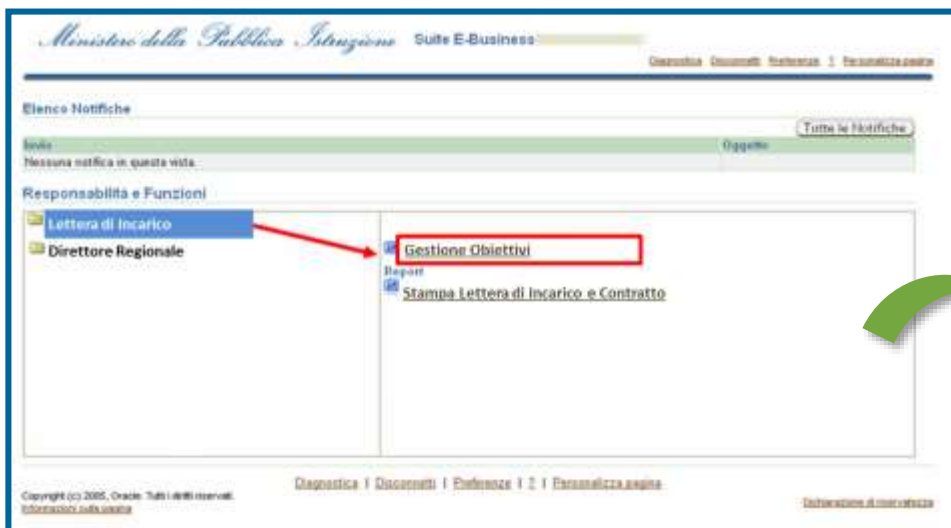 Ministero della Pubblica Istruzione Suite E-Business
Diagnostica Disconnetti Preferenze ? Personalizza pagina
Elenco Notifiche
Tutte le Notifiche
Invio Oggetto
Nessuna notifica in questa vista.
Responsabilità e Funzioni
Lettera di Incarico
Direttore Regionale
Gestione Obiettivi
Report
Stampa Lettera di Incarico e Contratto
Diagnostica | Disconnetti | Preferenze | ? | Personalizza pagina
Copyright (c) 2005, Oracle. Tutti i diritti riservati.
Informazioni sulla pagina
Dichiarazione di riservatezza